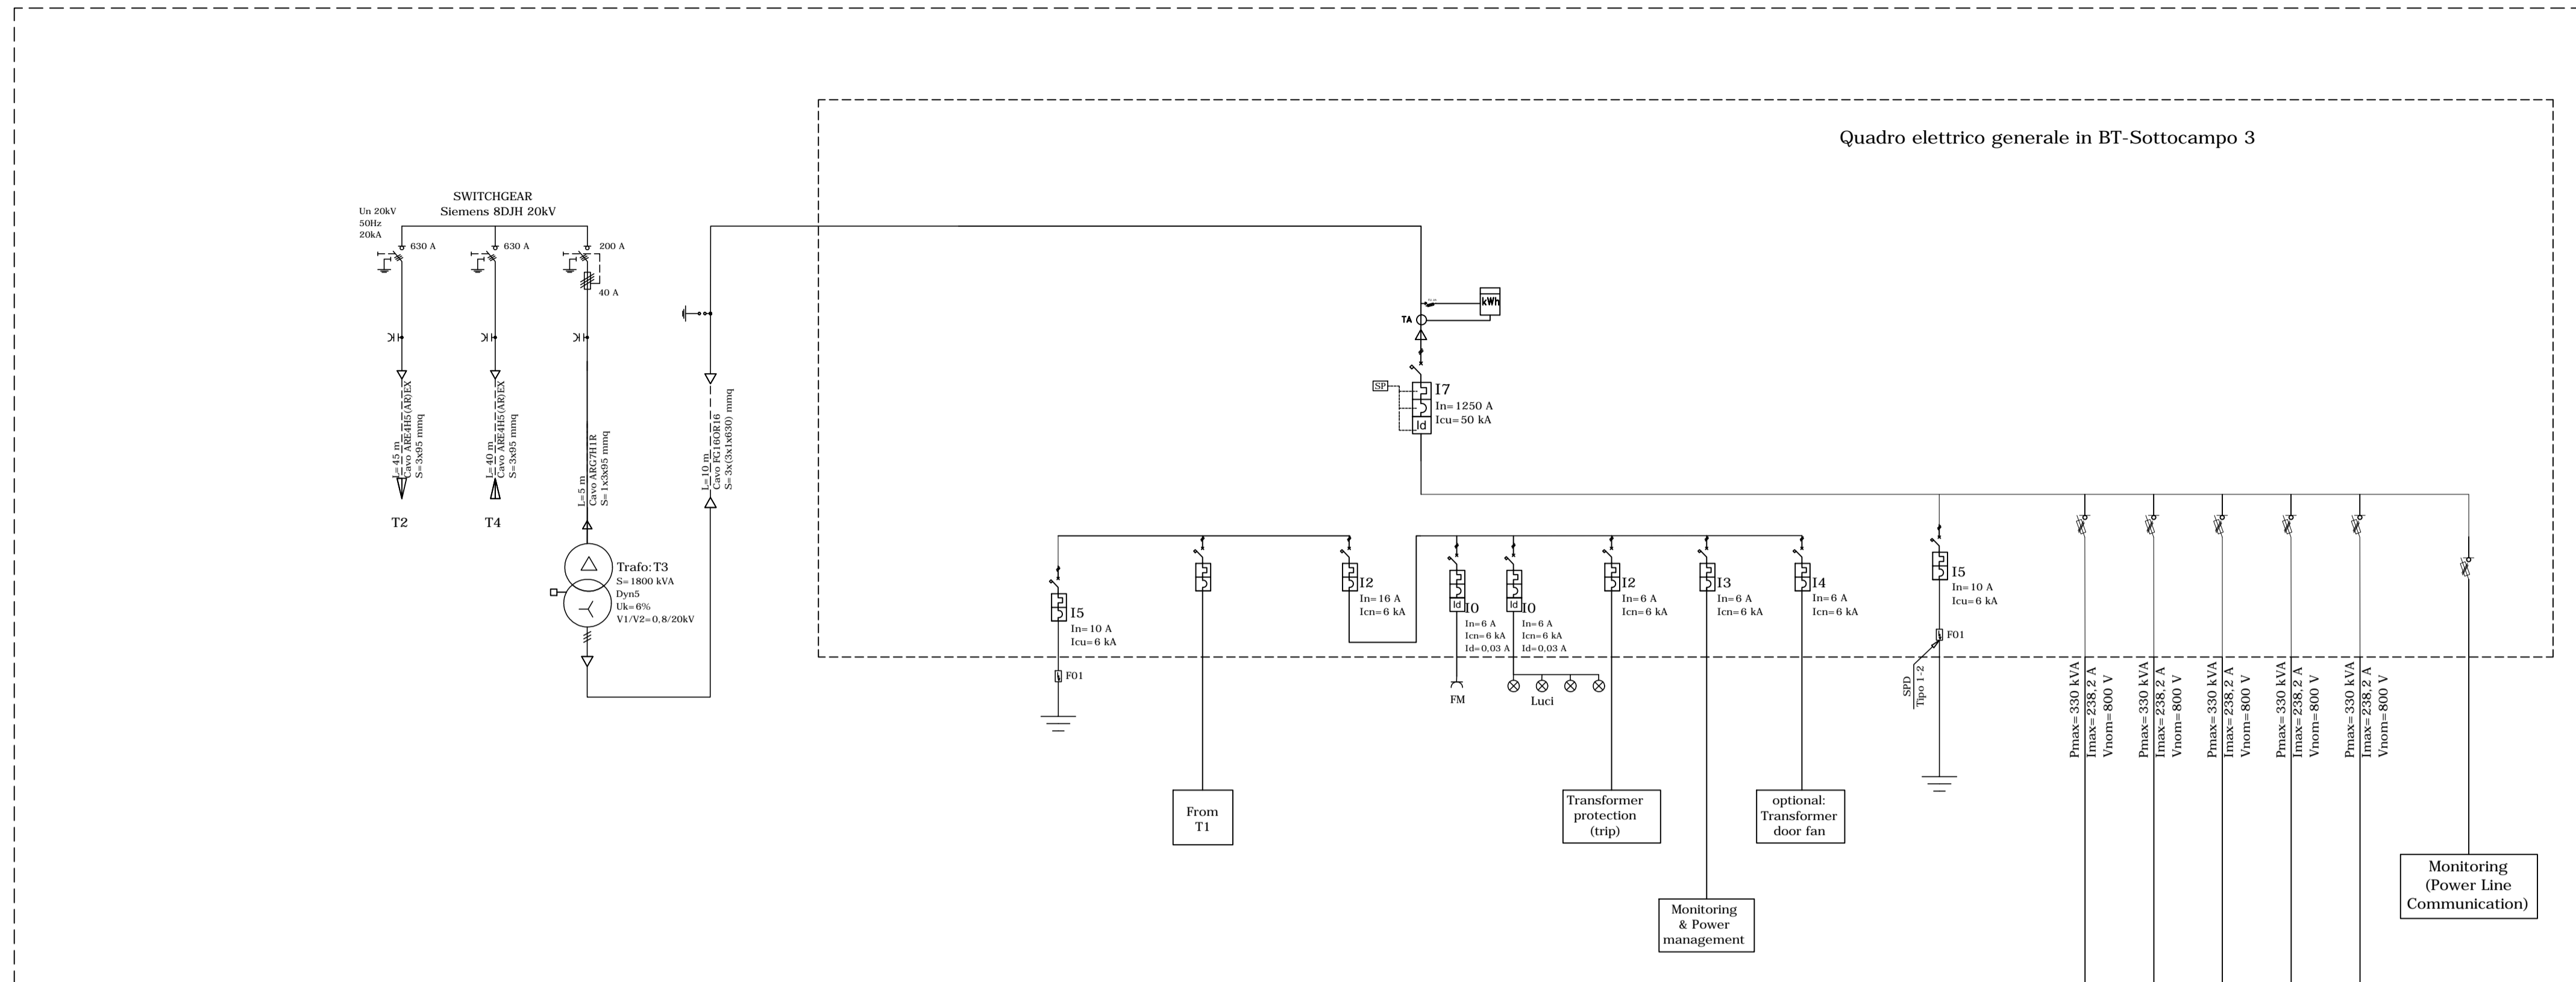 Quadro elettrico generale in BT-Sottocampo 3
SWITCHGEAR
Siemens 8DJH 20kV
Un 20kV
50Hz
20kA
630 A
630 A
200 A
40 A
L=45 m
Cavo ARE4H5(AR)EX
S=3x95 mmq
T2
L=40 m
Cavo ARE4H5(AR)EX
S=3x95 mmq
T4
L=5 m
Cavo ARG7H1R
S=1x3x95 mmq
Trafo:T3
S=1800 kVA
Dyn5
Uk=6%
V1/V2=0,8/20kV
L=10 m
Cavo FG16OR16
S=3x(3x1x630) mmq
kWh
TA
SP
I7
In=1250 A
Icu=50 kA
Id
I5
In=10 A
Icu=6 kA
F01
From
T1
I2
In=16 A
Icn=6 kA
Id
I0
In=6 A
Icn=6 kA
Id=0,03 A
FM
Id
I0
In=6 A
Icn=6 kA
Id=0,03 A
Luci
I2
In=6 A
Icn=6 kA
Transformer
protection
(trip)
I3
In=6 A
Icn=6 kA
Monitoring
& Power
management
I4
In=6 A
Icn=6 kA
optional:
Transformer
door fan
I5
In=10 A
Icu=6 kA
F01
SPD
Tipo 1-2
Pmax=330 kVA
Imax=238,2 A
Vnom=800 V
Pmax=330 kVA
Imax=238,2 A
Vnom=800 V
Pmax=330 kVA
Imax=238,2 A
Vnom=800 V
Pmax=330 kVA
Imax=238,2 A
Vnom=800 V
Pmax=330 kVA
Imax=238,2 A
Vnom=800 V
Monitoring
(Power Line
Communication)